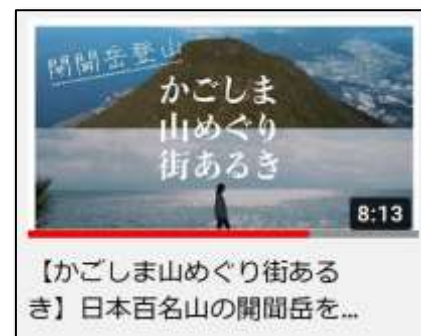 開聞岳登山
かごしま
山めぐり
街あるき
8:13
【かごしま山めぐり街ある
き】日本百名山の開聞岳を...